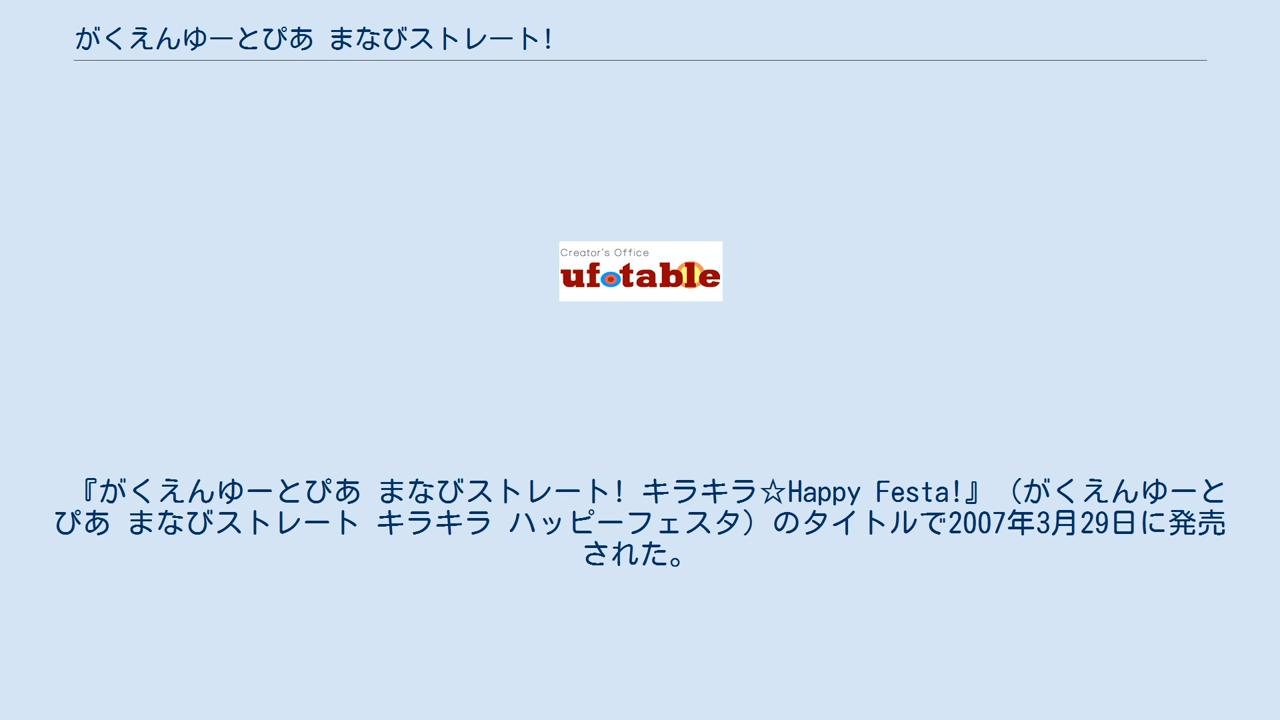 がくえんゆーとぴあ まなびストレート!
Creator's Office
ufotable
『がくえんゆーとぴあ まなびストレート! キラキラ☆Happy Festa!』（がくえんゆーと
ぴあ まなびストレート キラキラ ハッピーフェスタ）のタイトルで2007年3月29日に発売
された。